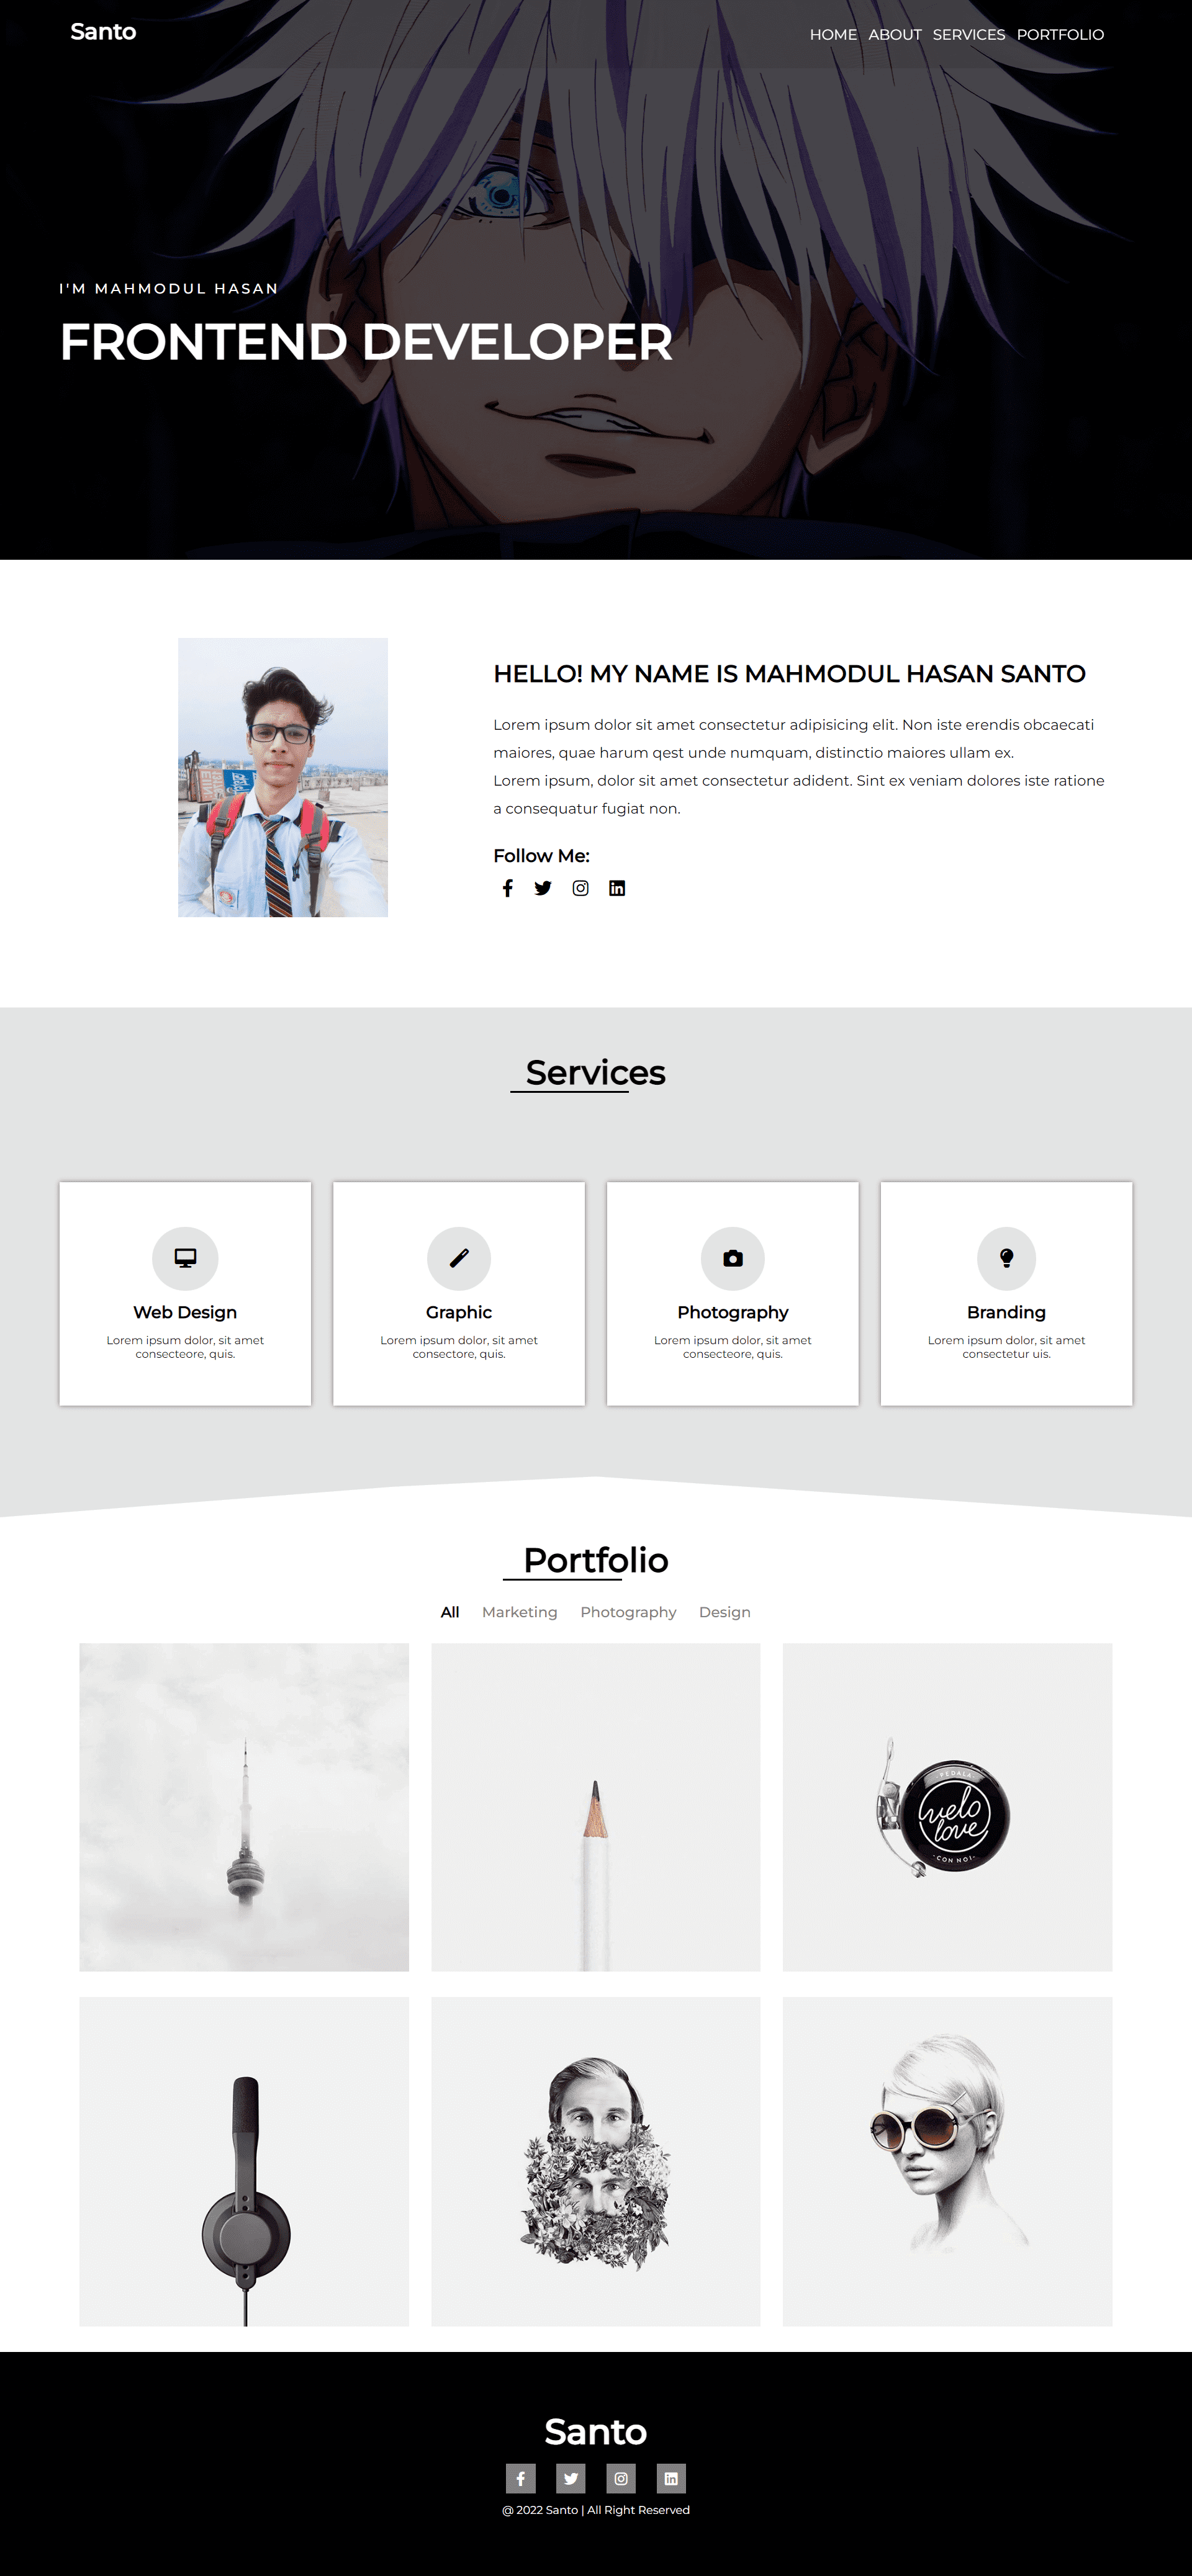 Santo
HOME ABOUT SERVICES PORTFOLIO
I'M MAHMODUL HASAN
FRONTEND DEVELOPER
HELLO! MY NAME IS MAHMODUL HASAN SANTO
Lorem ipsum dolor sit amet consectetur adipisicing elit. Non iste erendis obcaecati
maiores, quae harum qest unde numquam, distinctio maiores ullam ex.
Lorem ipsum, dolor sit amet consectetur adident. Sint ex veniam dolores iste ratione
a consequatur fugiat non.
Follow Me:
Services
Web Design
Lorem ipsum dolor, sit amet
consecteore, quis.
Graphic
Lorem ipsum dolor, sit amet
consectore, quis.
Photography
Lorem ipsum dolor, sit amet
consecteore, quis.
Branding
Lorem ipsum dolor, sit amet
consectetur uis.
Portfolio
All Marketing Photography Design
PEDALA
velo
love
CON NOI
Santo
@ 2022 Santo | All Right Reserved